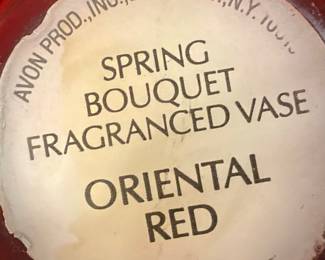 AVON PROD., INC.,
N.Y.
SPRING
BOUQUET
FRAGRANCED VASE
ORIENTAL
RED